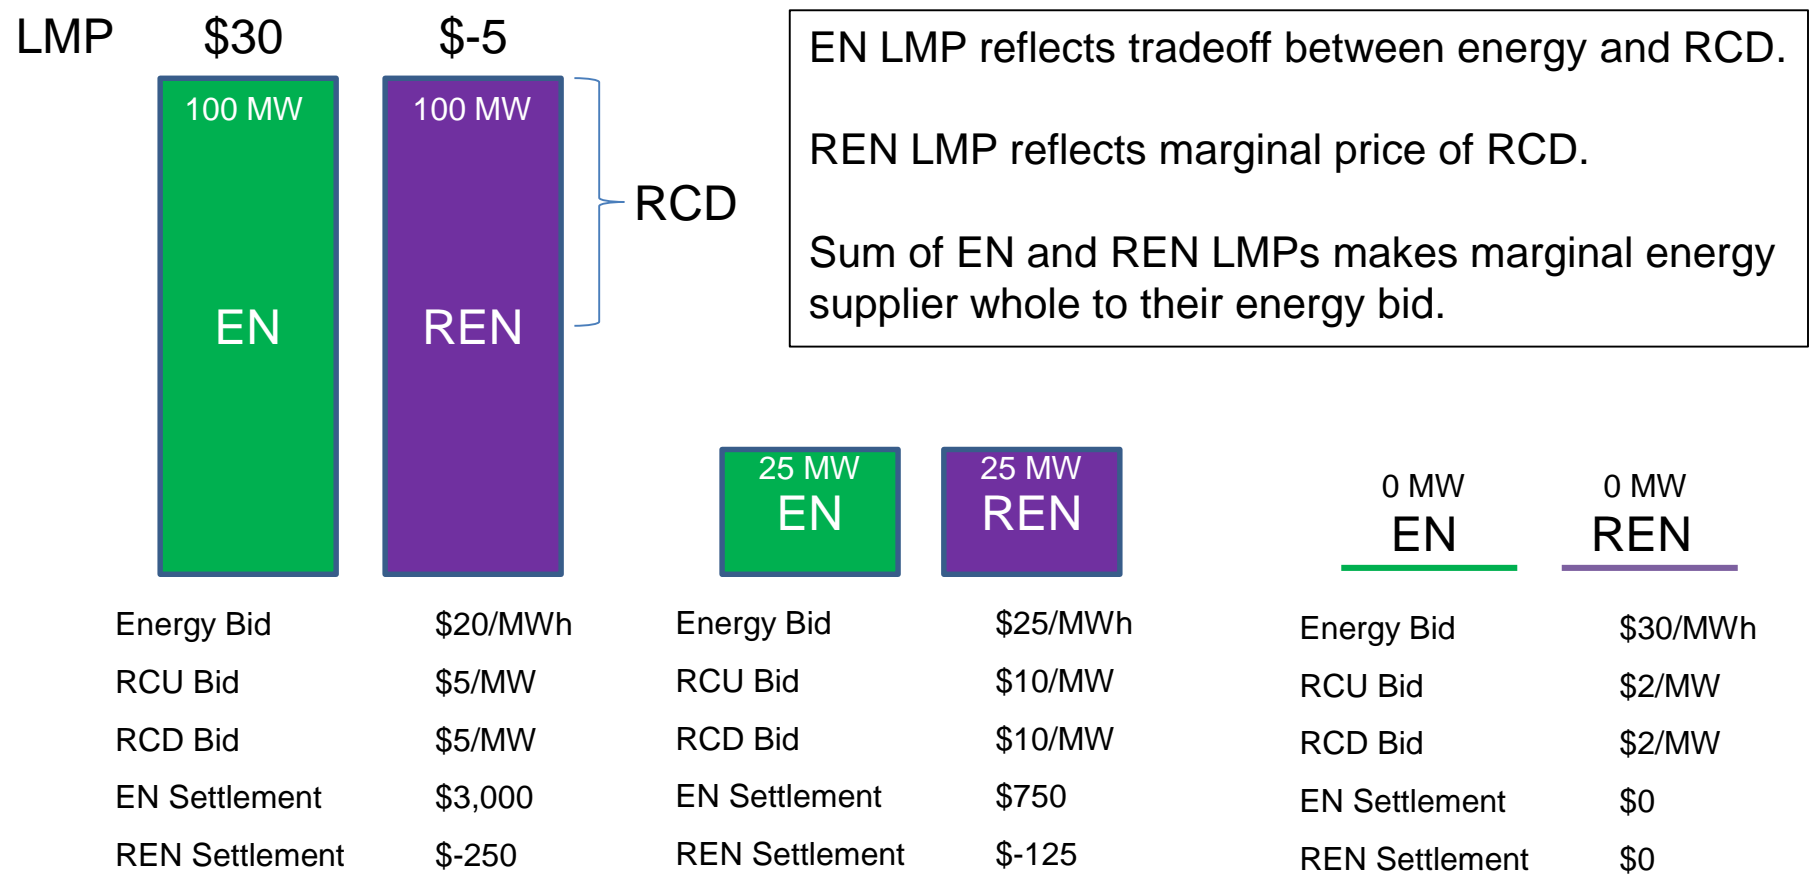 LMP $30 $-5
EN LMP reflects tradeoff between energy and RCD.
REN LMP reflects marginal price of RCD.
Sum of EN and REN LMPs makes marginal energy
supplier whole to their energy bid.
100 MW
EN
100 MW
REN
RCD
25 MW
EN
25 MW
REN
0 MW
EN
0 MW
REN
Energy Bid $20/MWh
RCU Bid $5/MW
RCD Bid $5/MW
EN Settlement $3,000
REN Settlement $-250
Energy Bid $25/MWh
RCU Bid $10/MW
RCD Bid $10/MW
EN Settlement $750
REN Settlement $-125
Energy Bid $30/MWh
RCU Bid $2/MW
RCD Bid $2/MW
EN Settlement $0
REN Settlement $0